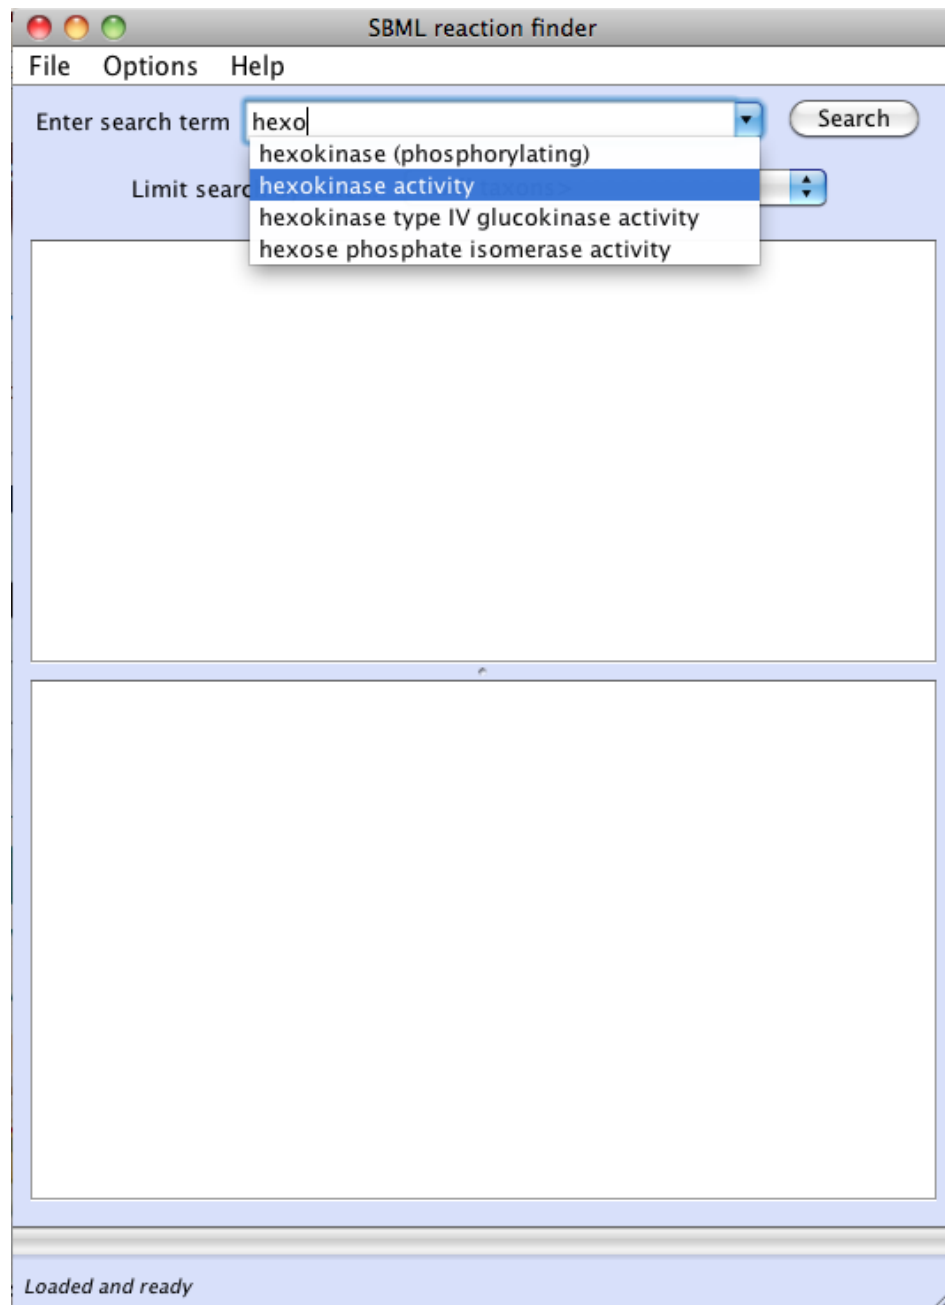 SBML reaction finder
File Options Help
Enter search term hexo Search
hexokinase (phosphorylating)
Limit searc
hexokinase activity
hexokinase type IV glucokinase activity
hexose phosphate isomerase activity
Loaded and ready